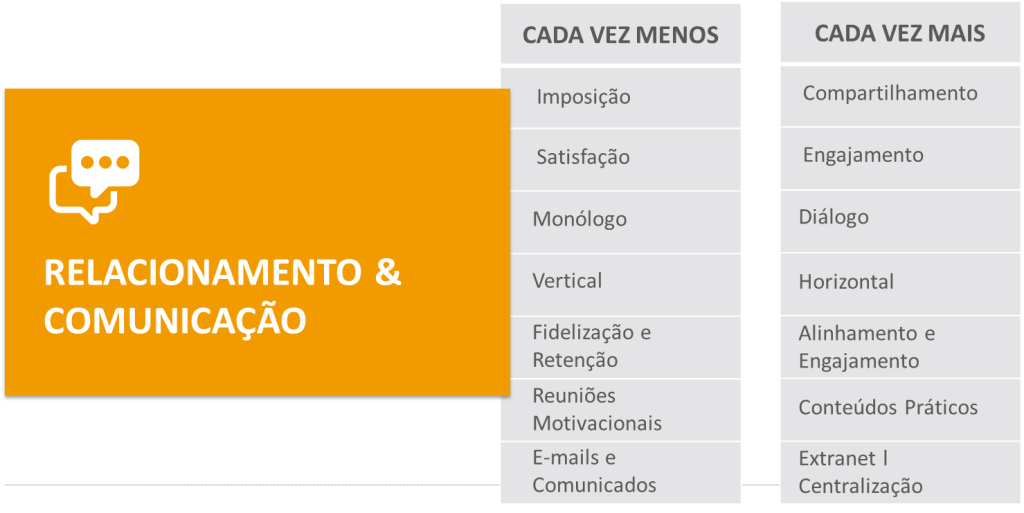 RELACIONAMENTO &
COMUNICAÇÃO
CADA VEZ MENOS
Imposição
Satisfação
Monólogo
Vertical
Fidelização e
Retenção
Reuniões
Motivacionais
E-mails e
Comunicados
CADA VEZ MAIS
Compartilhamento
Engajamento
Diálogo
Horizontal
Alinhamento e
Engajamento
Conteúdos Práticos
Extranet l
Centralização